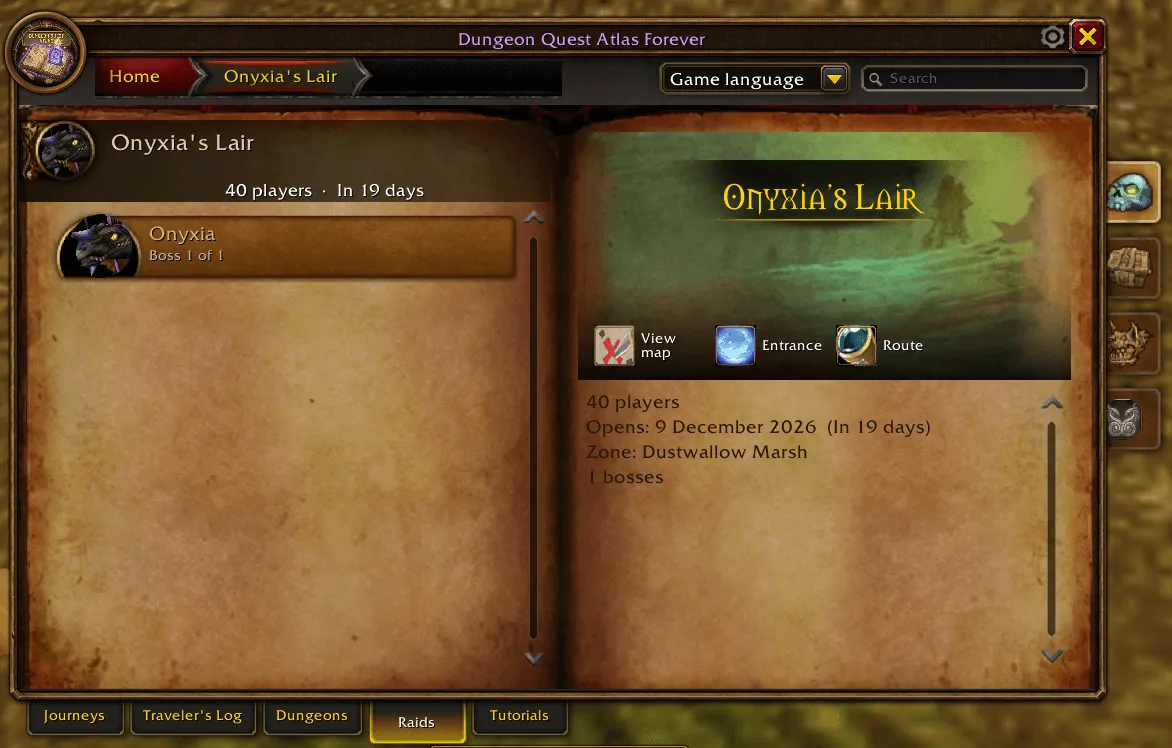 Dungeon Quest Atlas Forever
Home
Onyxia's Lair
Game language
Search
Onyxia's Lair
40 players · In 19 days
Onyxia
Boss 1 of 1
Onyxia's Lair
View
map
Entrance
Route
40 players
Opens: 9 December 2026 (In 19 days)
Zone: Dustwallow Marsh
1 bosses
Journeys
Traveler's Log
Dungeons
Raids
Tutorials